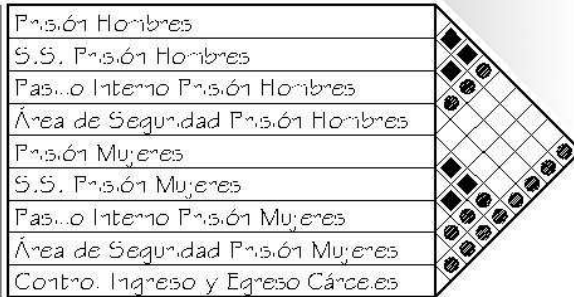 Prisión Hombres
S.S. Prisión Hombres
Pasillo Interno Prisión Hombres
Área de Seguridad Prisión Hombres
Prisión Mujeres
S.S. Prisión Mujeres
Pasillo Interno Prisión Mujeres
Área de Seguridad Prisión Mujeres
Control Ingreso y Egreso Cárceles